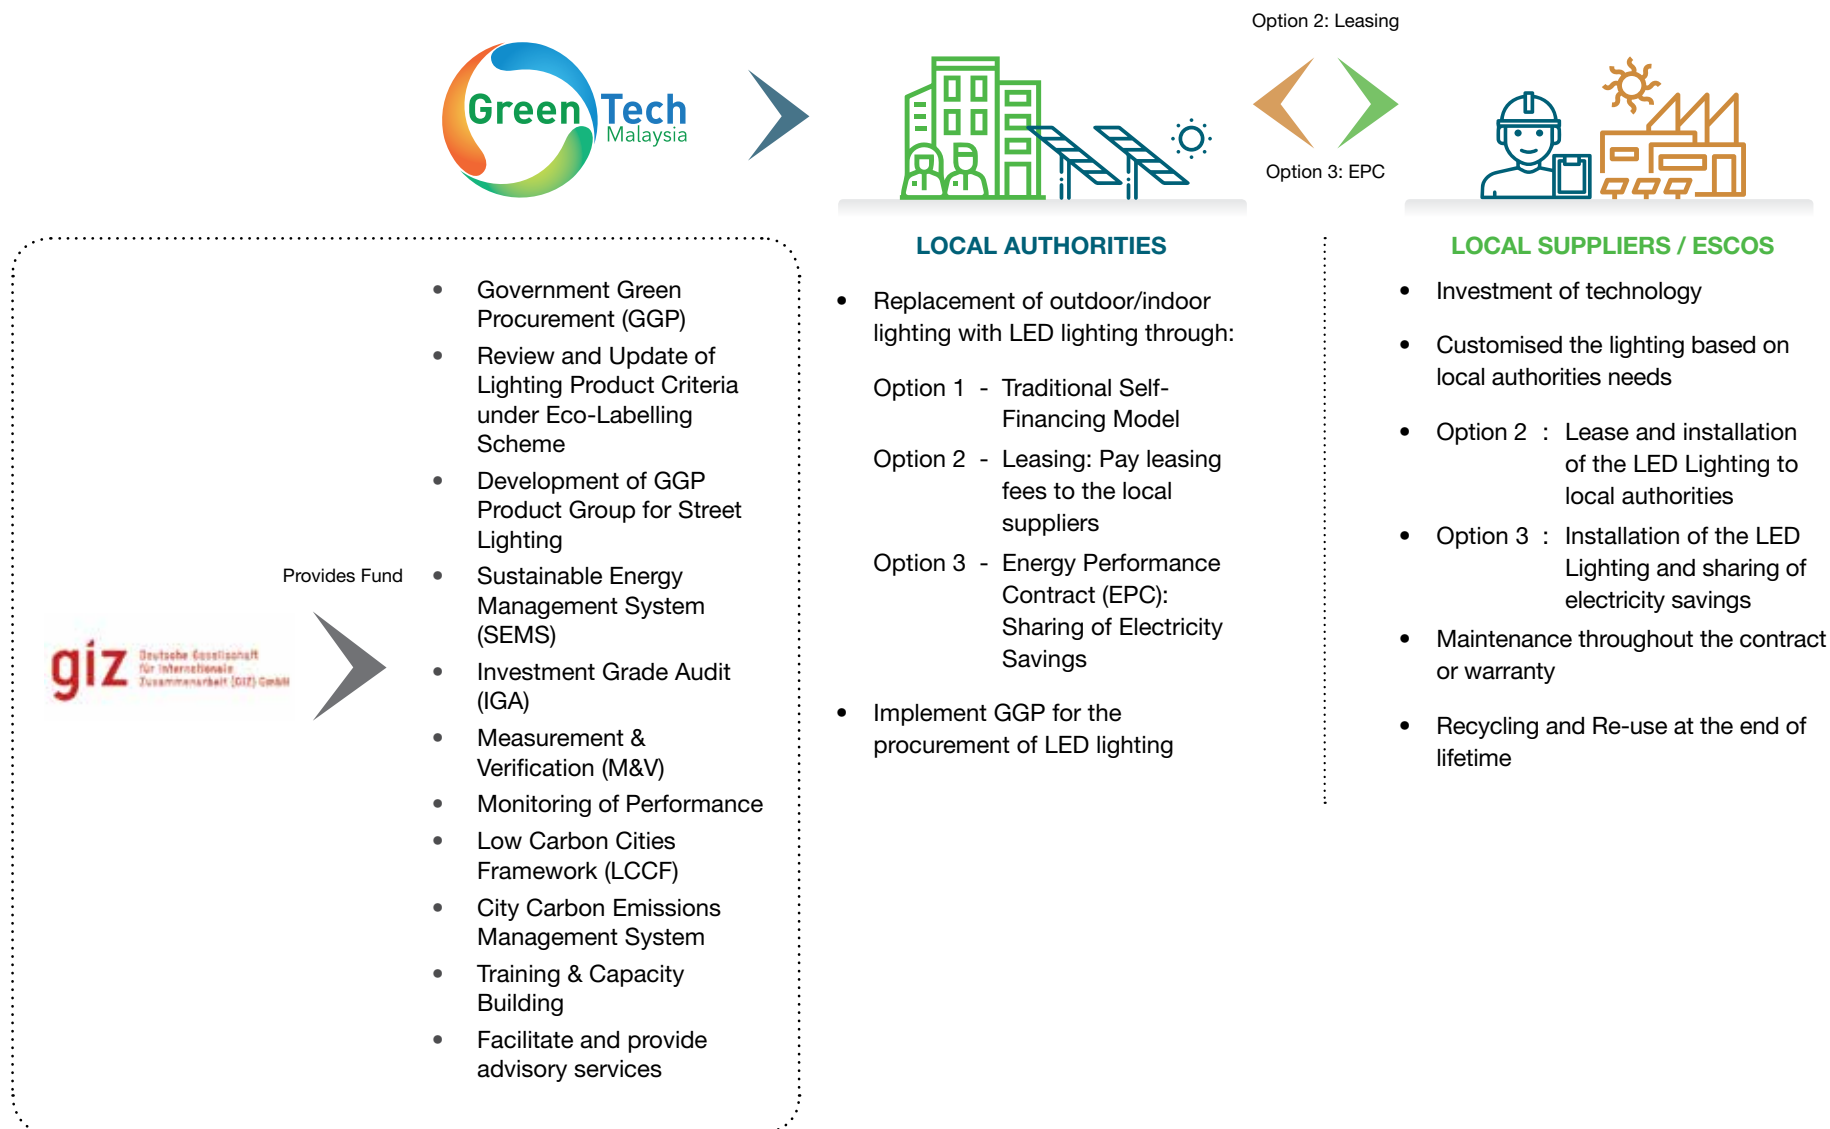 Green Tech
Malaysia
Option 2: Leasing
Option 3: EPC
Provides Fund
giz
Deutsche Gesellschaft
für Internationale
Zusammenarbeit (GIZ) GmbH
• Government Green
Procurement (GGP)
• Review and Update of
Lighting Product Criteria
under Eco-Labelling
Scheme
• Development of GGP
Product Group for Street
Lighting
• Sustainable Energy
Management System
(SEMS)
• Investment Grade Audit
(IGA)
• Measurement &
Verification (M&V)
• Monitoring of Performance
• Low Carbon Cities
Framework (LCCF)
• City Carbon Emissions
Management System
• Training & Capacity
Building
• Facilitate and provide
advisory services
LOCAL AUTHORITIES
• Replacement of outdoor/indoor
lighting with LED lighting through:
Option 1 - Traditional Self-
Financing Model
Option 2 - Leasing: Pay leasing
fees to the local
suppliers
Option 3 - Energy Performance
Contract (EPC):
Sharing of Electricity
Savings
• Implement GGP for the
procurement of LED lighting
LOCAL SUPPLIERS / ESCOS
• Investment of technology
• Customised the lighting based on
local authorities needs
• Option 2 : Lease and installation
of the LED Lighting to
local authorities
• Option 3 : Installation of the LED
Lighting and sharing of
electricity savings
• Maintenance throughout the contract
or warranty
• Recycling and Re-use at the end of
lifetime